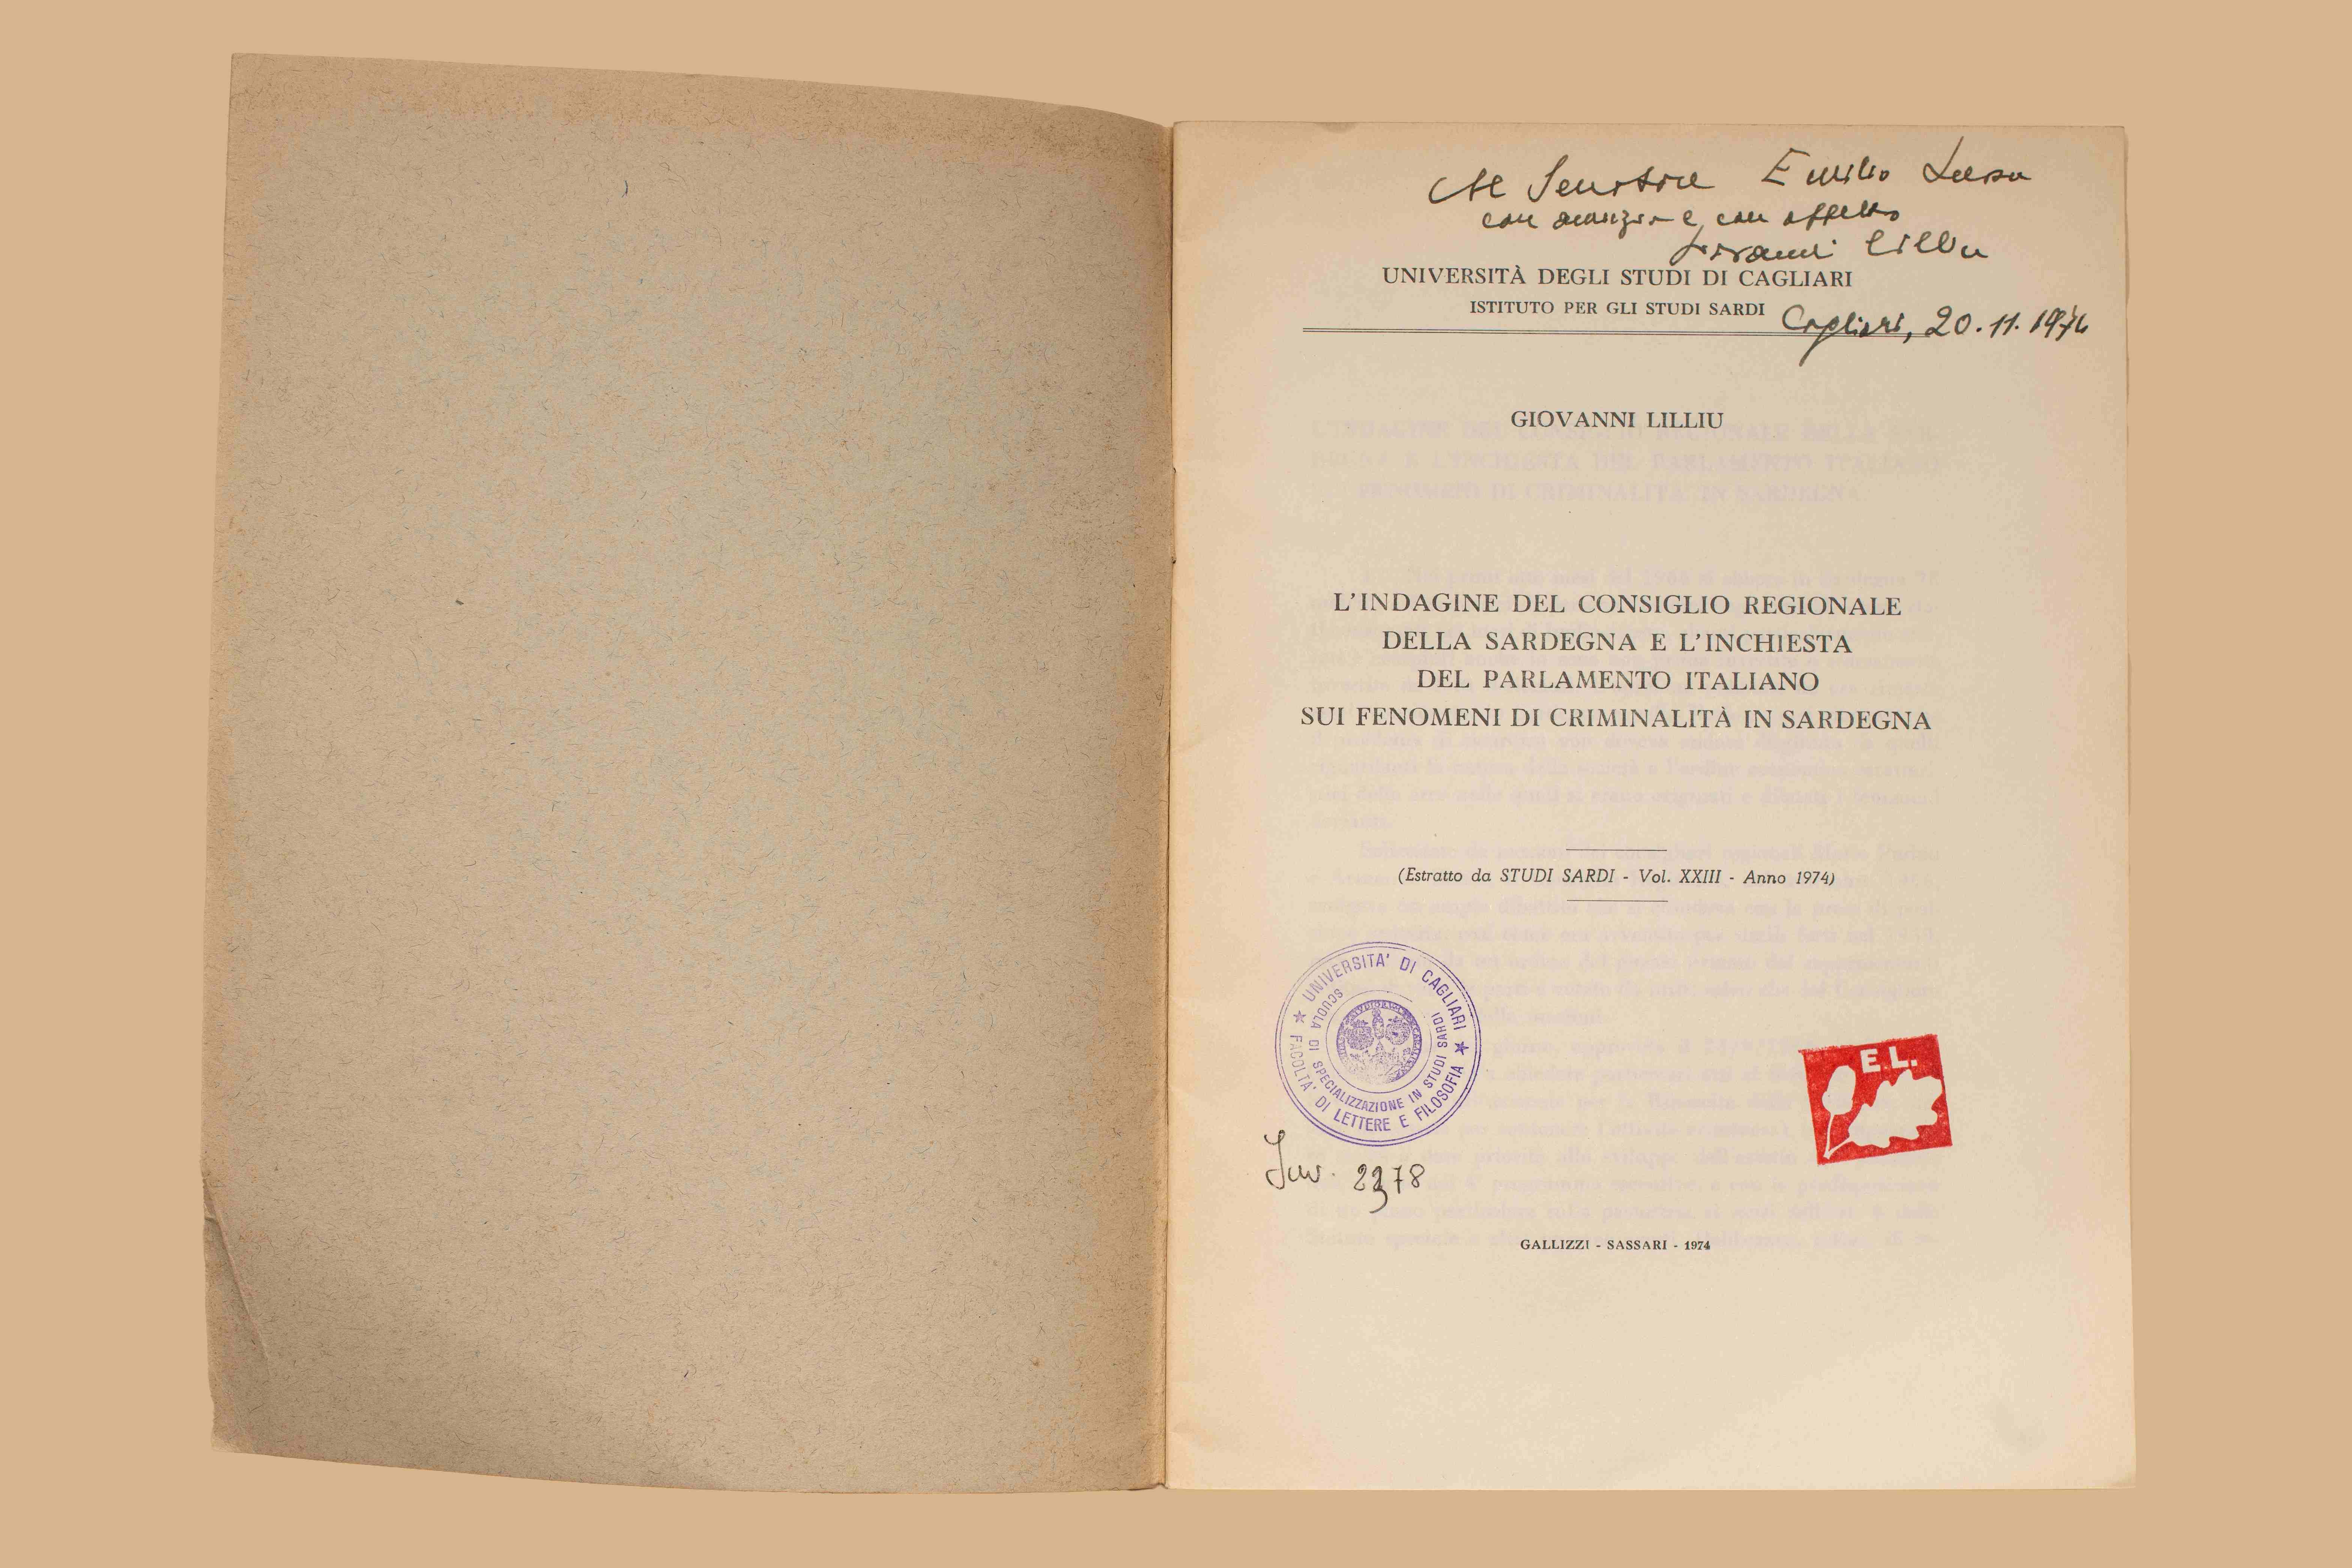 Al Senatore Emilio Lussu
con e con affetto
Giovanni Lilliu
UNIVERSITÀ DEGLI STUDI DI CAGLIARI
ISTITUTO PER GLI STUDI SARDI
Cagliari, 20.11.1974
GIOVANNI LILLIU
L'INDAGINE DEL CONSIGLIO REGIONALE
DELLA SARDEGNA E L'INCHIESTA
DEL PARLAMENTO ITALIANO
SUI FENOMENI DI CRIMINALITÀ IN SARDEGNA
(Estratto da STUDI SARDI - Vol. XXIII - Anno 1974)
UNIVERSITA' DI CAGLIARI
FACOLTA' DI LETTERE E FILOSOFIA
SCUOLA DI SPECIALIZZAZIONE IN STUDI SARDI
E.L.
Inv.
GALLIZZI - SASSARI - 1974